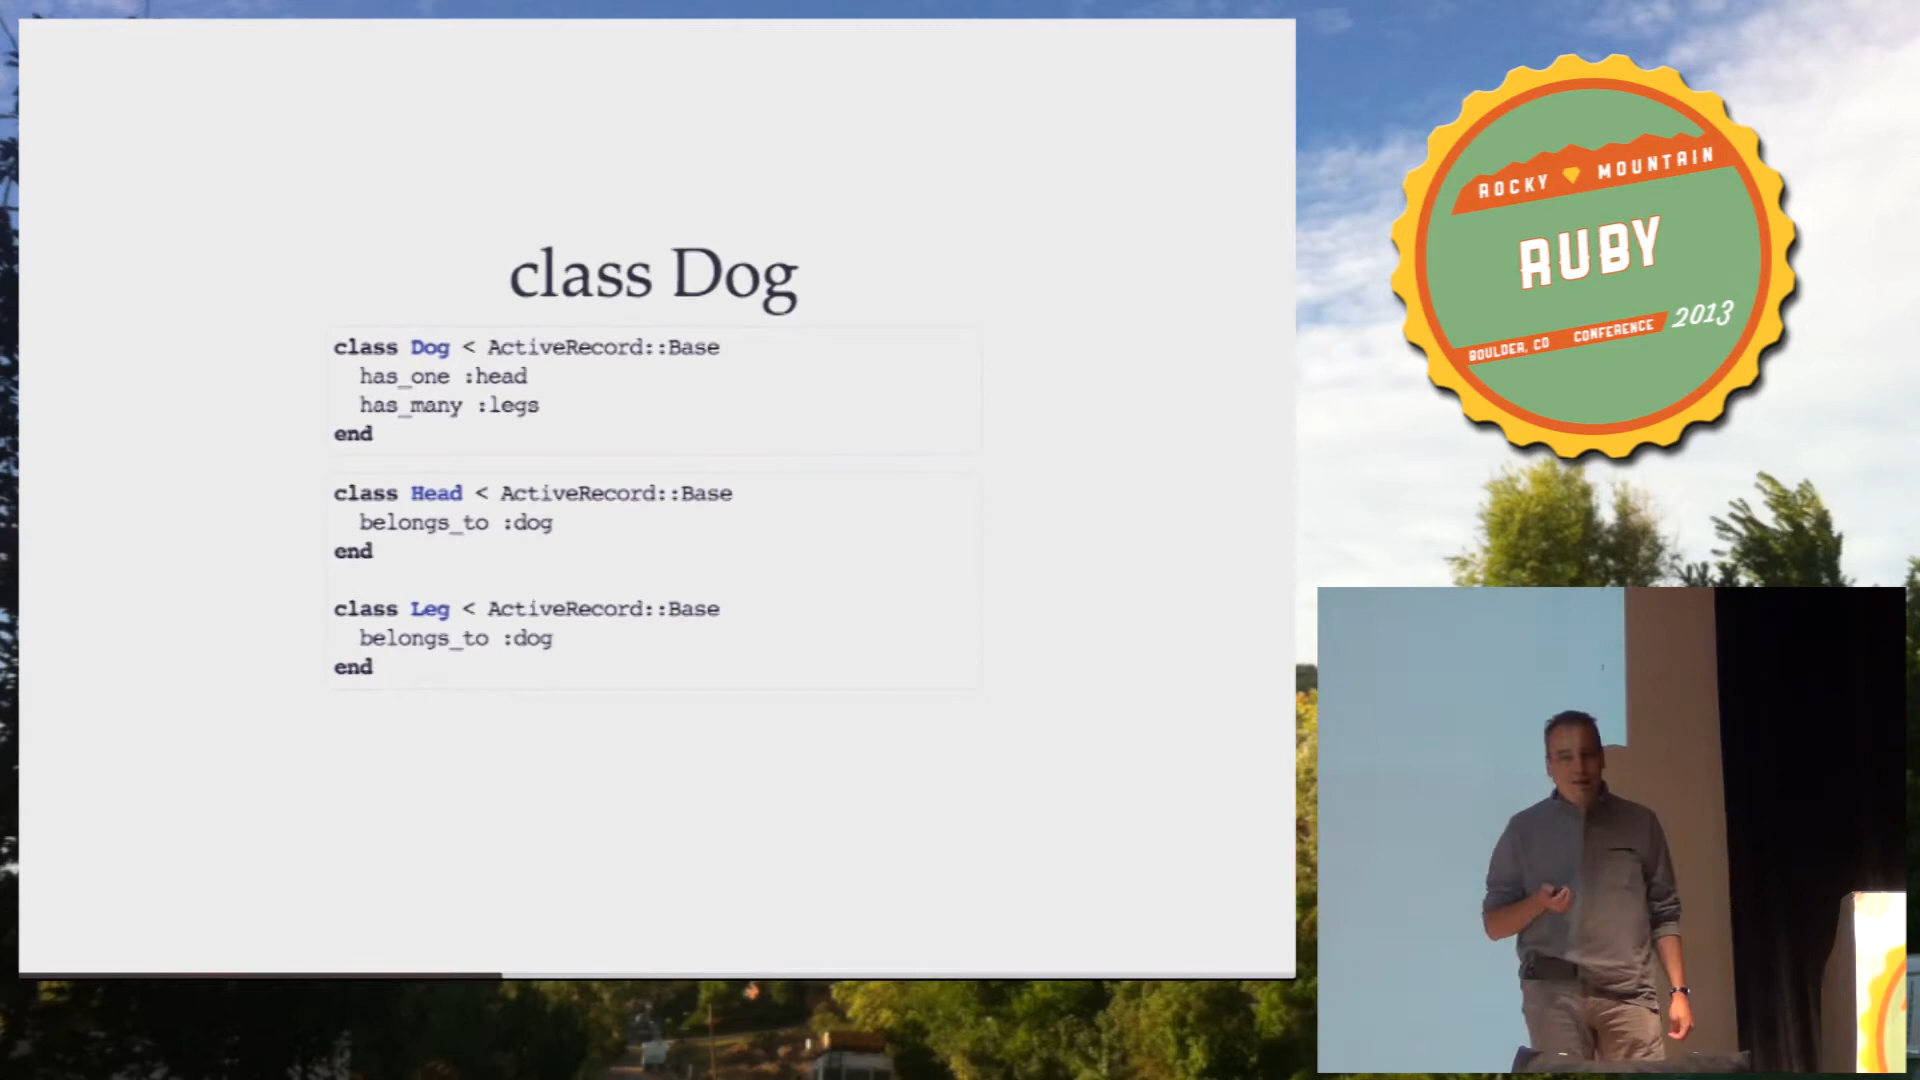 class Dog
class Dog < ActiveRecord::Base
  has_one :head
  has_many :legs
end
class Head < ActiveRecord::Base
  belongs_to :dog
end
class Leg < ActiveRecord::Base
  belongs_to :dog
end
ROCKY MOUNTAIN
RUBY
BOULDER, CO CONFERENCE 2013